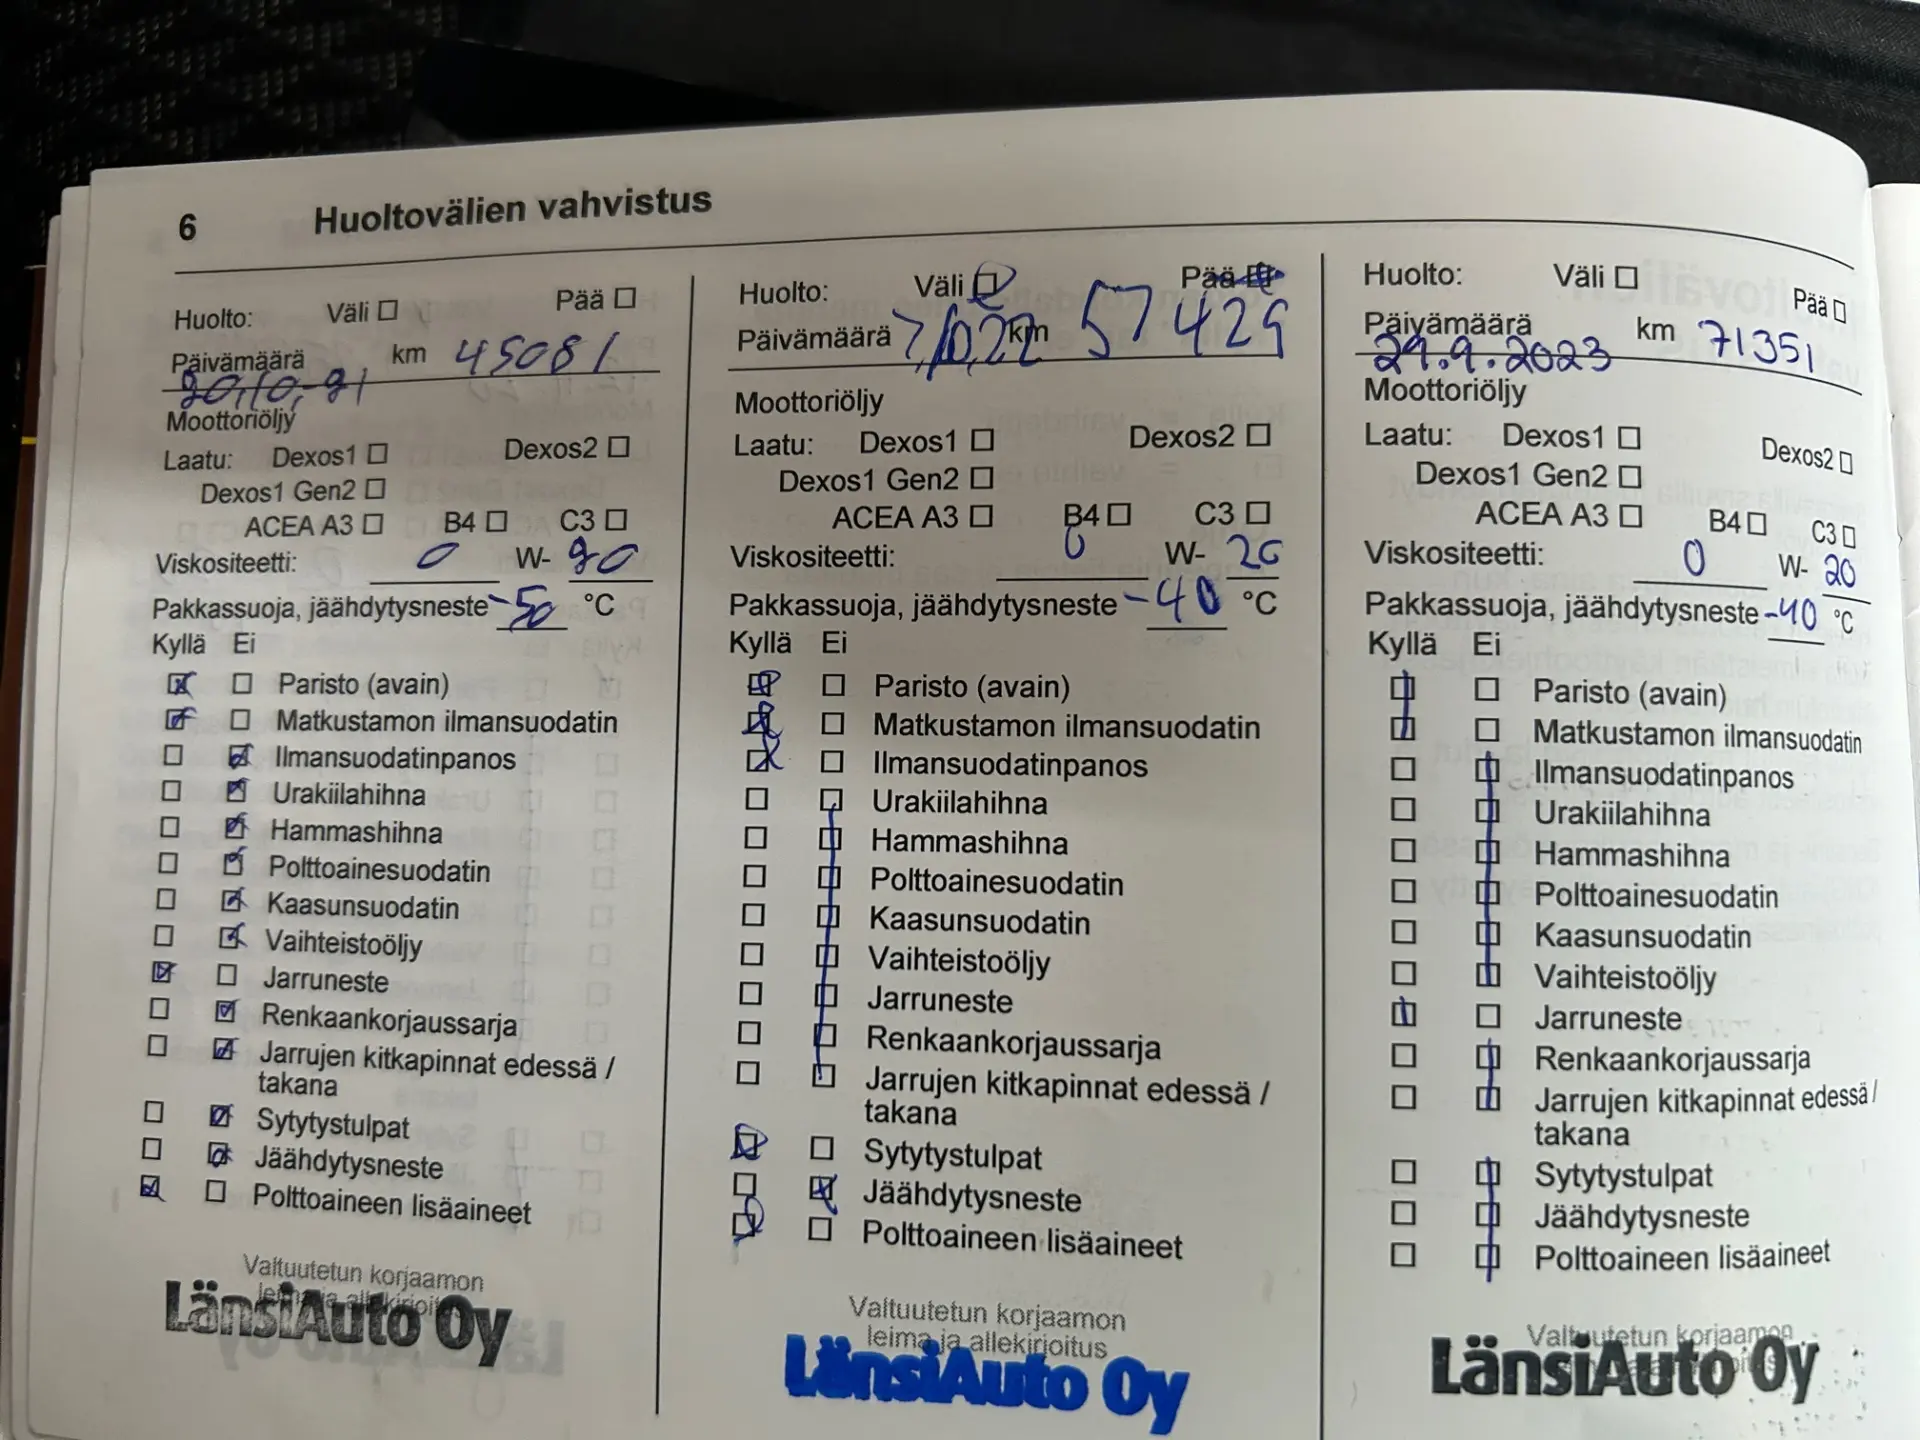 6 Huoltovälien vahvistus
Huolto: Väli ☐ Pää ☐
Päivämäärä km 45081
20,10,-21
Moottoriöljy
Laatu: Dexos1 ☐ Dexos2 ☐
Dexos1 Gen2 ☐
ACEA A3 ☐ B4 ☐ C3 ☐
Viskositeetti: 0 W- 20
Pakkassuoja, jäähdytysneste -50 °C
Kyllä Ei
☒ ☐ Paristo (avain)
☒ ☐ Matkustamon ilmansuodatin
☐ ☒ Ilmansuodatinpanos
☐ ☒ Urakiilahihna
☐ ☒ Hammashihna
☐ ☒ Polttoainesuodatin
☐ ☒ Kaasunsuodatin
☐ ☒ Vaihteistoöljy
☒ ☐ Jarruneste
☐ ☒ Renkaankorjaussarja
☐ ☒ Jarrujen kitkapinnat edessä /
takana
☐ ☒ Sytytystulpat
☐ ☒ Jäähdytysneste
☒ ☐ Polttoaineen lisäaineet
Valtuutetun korjaamon
leima ja allekirjoitus
LänsiAuto Oy
Huolto: Väli ☐ Pää ☒
Päivämäärä 7,10,22 km 57429
Moottoriöljy
Laatu: Dexos1 ☐ Dexos2 ☐
Dexos1 Gen2 ☐
ACEA A3 ☐ B4 ☐ C3 ☐
Viskositeetti: 0 W- 20
Pakkassuoja, jäähdytysneste -40 °C
Kyllä Ei
☒ ☐ Paristo (avain)
☒ ☐ Matkustamon ilmansuodatin
☒ ☐ Ilmansuodatinpanos
☐ ☒ Urakiilahihna
☐ ☒ Hammashihna
☐ ☒ Polttoainesuodatin
☐ ☒ Kaasunsuodatin
☐ ☒ Vaihteistoöljy
☐ ☒ Jarruneste
☐ ☒ Renkaankorjaussarja
☐ ☒ Jarrujen kitkapinnat edessä /
takana
☒ ☐ Sytytystulpat
☐ ☒ Jäähdytysneste
☒ ☐ Polttoaineen lisäaineet
Valtuutetun korjaamon
leima ja allekirjoitus
LänsiAuto Oy
Huolto: Väli ☐ Pää ☐
Päivämäärä km 71351
29.9.2023
Moottoriöljy
Laatu: Dexos1 ☐ Dexos2 ☐
Dexos1 Gen2 ☐
ACEA A3 ☐ B4 ☐ C3 ☐
Viskositeetti: 0 W- 20
Pakkassuoja, jäähdytysneste -40 °C
Kyllä Ei
☒ ☐ Paristo (avain)
☒ ☐ Matkustamon ilmansuodatin
☐ ☒ Ilmansuodatinpanos
☐ ☒ Urakiilahihna
☐ ☒ Hammashihna
☐ ☒ Polttoainesuodatin
☐ ☒ Kaasunsuodatin
☐ ☒ Vaihteistoöljy
☒ ☐ Jarruneste
☐ ☒ Renkaankorjaussarja
☐ ☒ Jarrujen kitkapinnat edessä /
takana
☐ ☒ Sytytystulpat
☐ ☒ Jäähdytysneste
☐ ☒ Polttoaineen lisäaineet
Valtuutetun korjaamon
LänsiAuto Oy